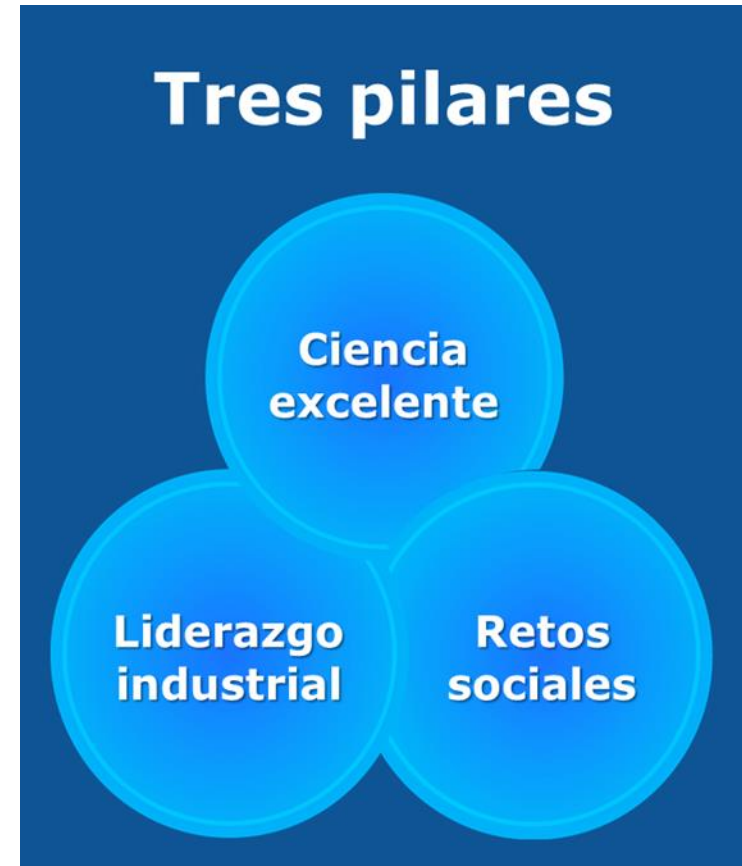 Tres pilares
Ciencia
excelente
Liderazgo
industrial
Retos
sociales